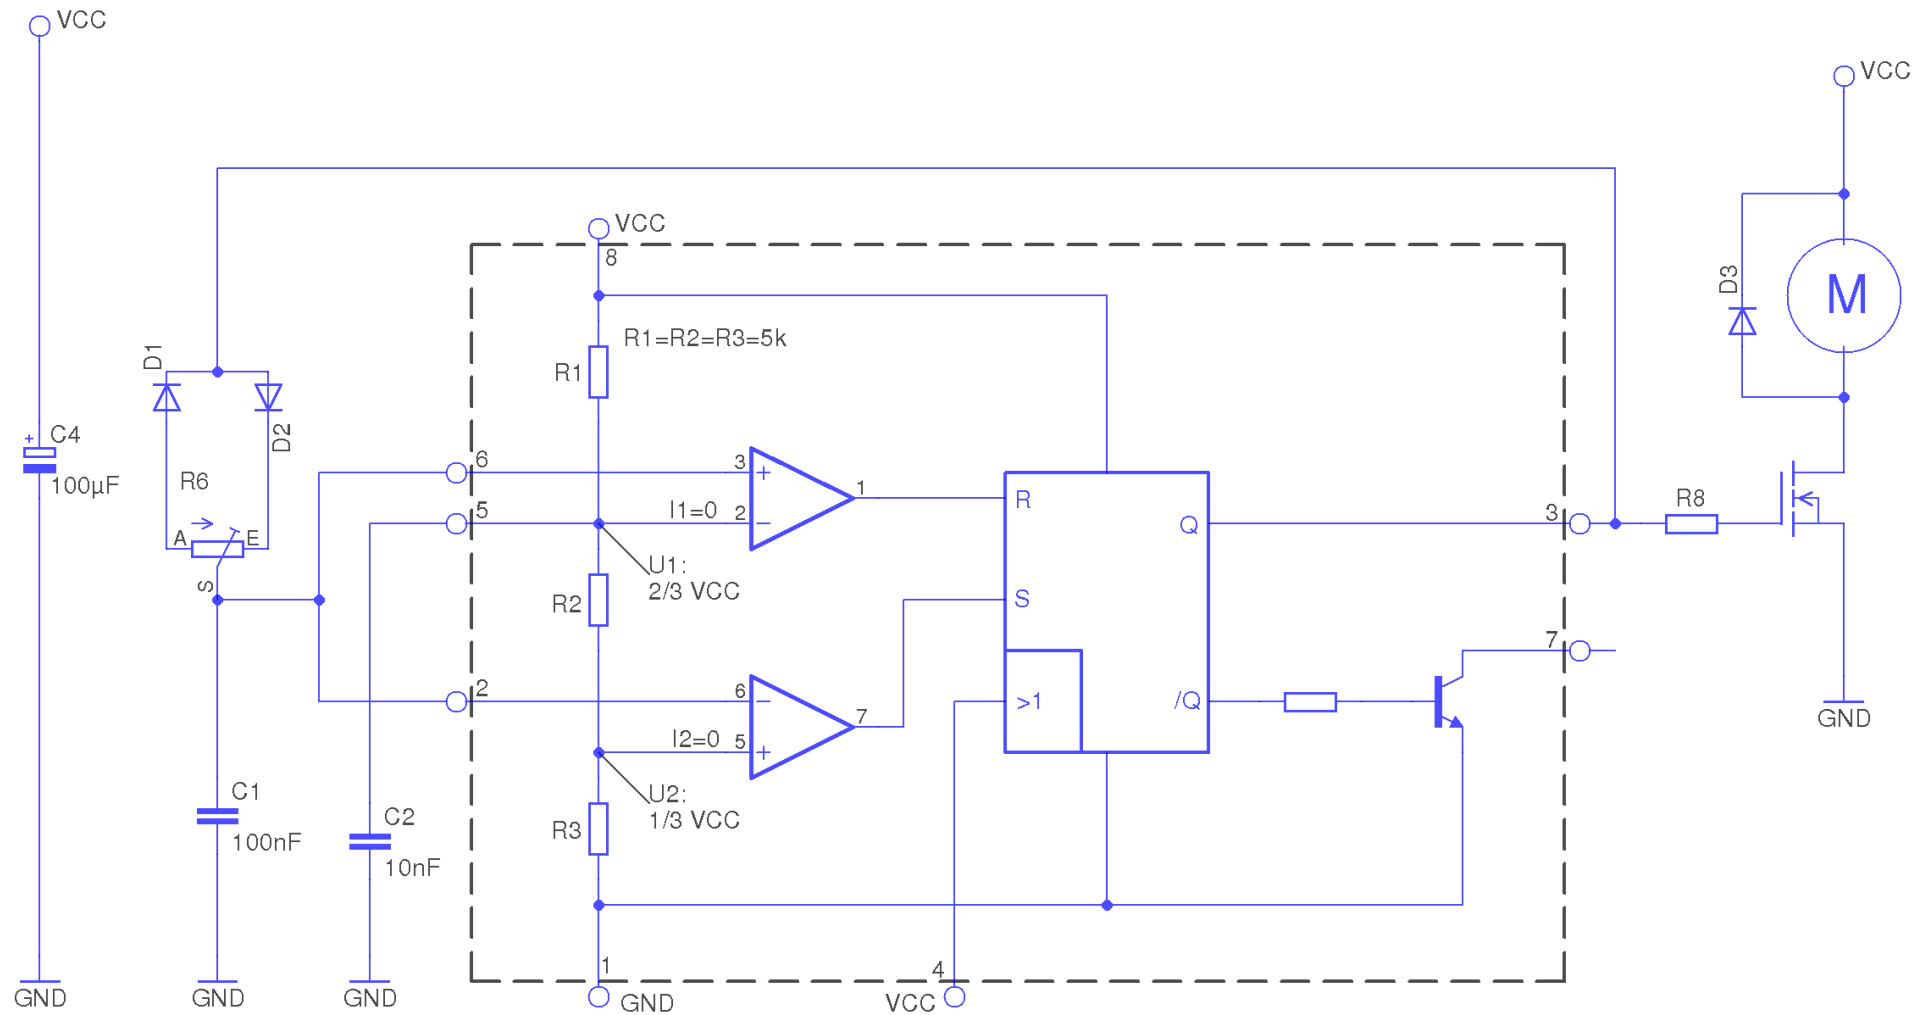 VCC
VCC
VCC
8
D3
M
R1=R2=R3=5k
D1
R1
D2
+
C4
6
3
+
1
R6
100µF
R8
5
I1=0
2
−
R
Q
3
A
E
U1:
2/3 VCC
S
R2
S
7
2
6
−
>1
/Q
7
I2=0
5
+
GND
U2:
1/3 VCC
C1
100nF
C2
10nF
R3
1
4
GND
GND
GND
GND
VCC